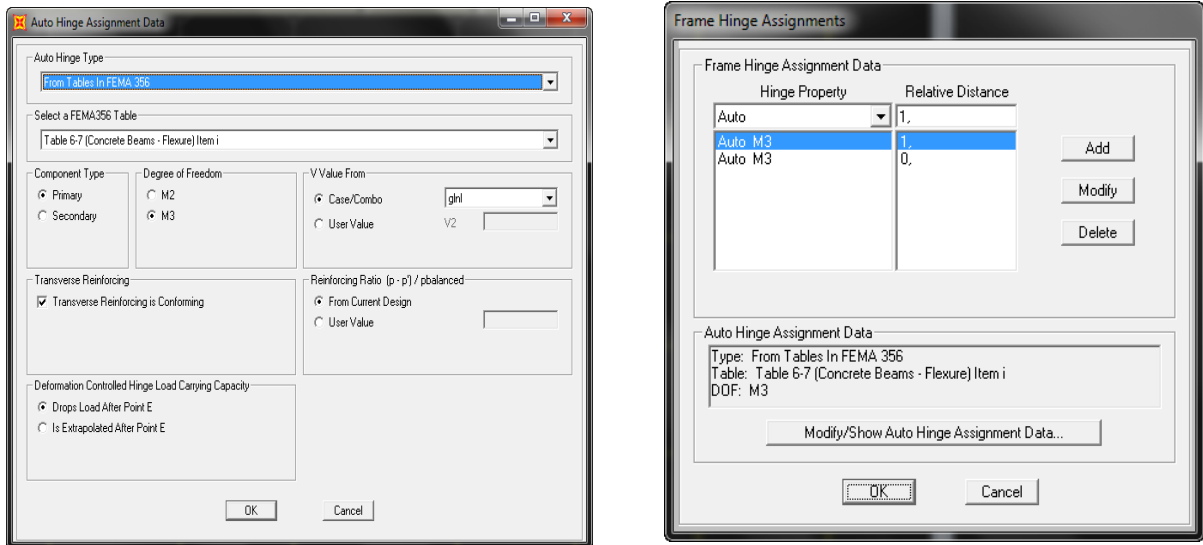 Auto Hinge Assignment Data
Auto Hinge Type
From Tables In FEMA 356
Select a FEMA356 Table
Table 6-7 (Concrete Beams - Flexure) Item i
Component Type
Primary
Secondary
Degree of Freedom
M2
M3
V Value From
Case/Combo
glnl
User Value
V2
Transverse Reinforcing
Transverse Reinforcing is Conforming
Reinforcing Ratio (p - p') / pbalanced
From Current Design
User Value
Deformation Controlled Hinge Load Carrying Capacity
Drops Load After Point E
Is Extrapolated After Point E
OK
Cancel
Frame Hinge Assignments
Frame Hinge Assignment Data
Hinge Property Relative Distance
Auto 1,
Auto M3 1,
Auto M3 0,
Add
Modify
Delete
Auto Hinge Assignment Data
Type: From Tables In FEMA 356
Table: Table 6-7 (Concrete Beams - Flexure) Item i
DOF: M3
Modify/Show Auto Hinge Assignment Data...
OK
Cancel